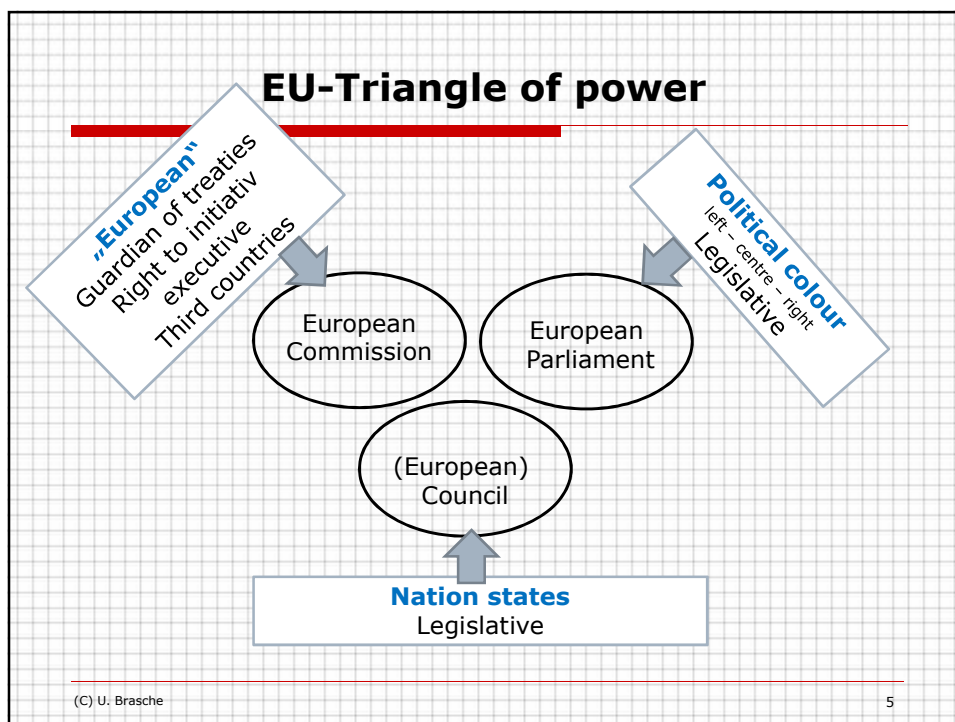 EU-Triangle of power
„European“
Guardian of treaties
Right to initiativ
executive
Third countries
Political colour
left – centre – right
Legislative
European
Commission
European
Parliament
(European)
Council
Nation states
Legislative
(C) U. Brasche
5